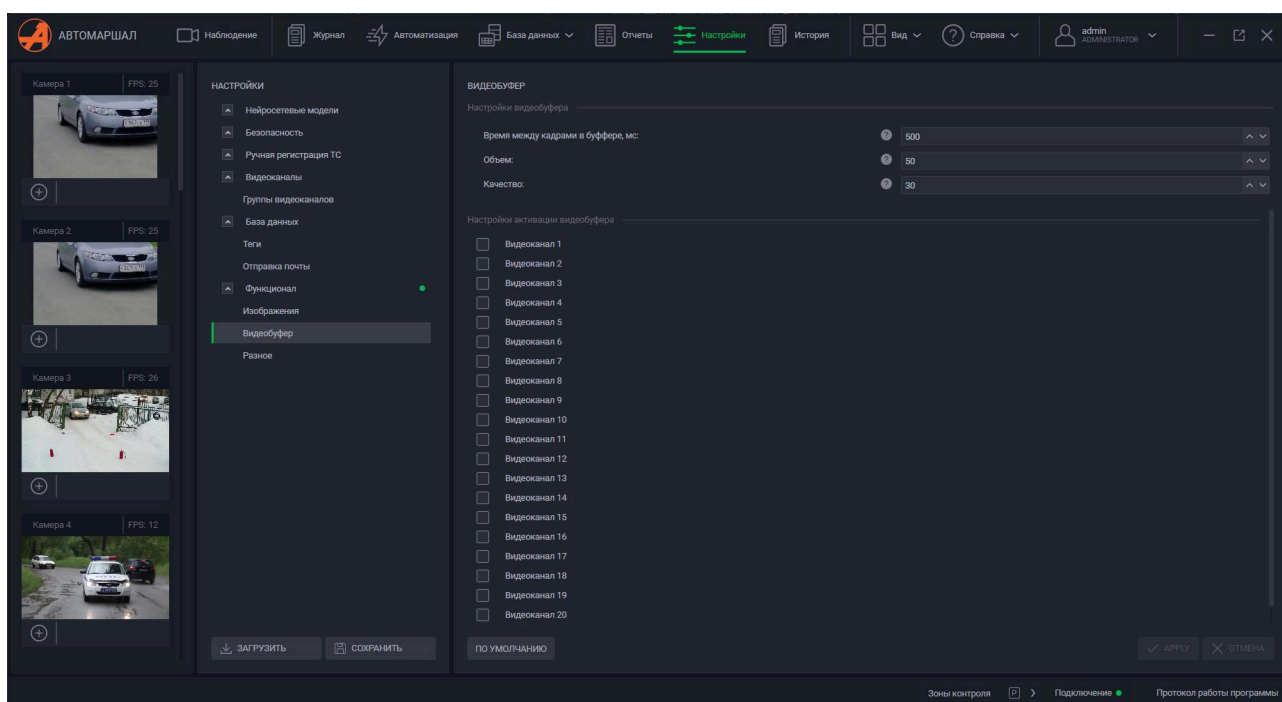 АВТОМАРШАЛ Наблюдение Журнал Автоматизация База данных Отчеты Настройки История Вид Справка admin
ADMINISTRATOR
Камера 1 FPS: 25
Камера 2 FPS: 25
Камера 3 FPS: 26
Камера 4 FPS: 12
НАСТРОЙКИ
Нейросетевые модели
Безопасность
Ручная регистрация ТС
Видеоканалы
Группы видеоканалов
База данных
Теги
Отправка почты
Функционал
Изображения
Видеобуфер
Разное
ЗАГРУЗИТЬ СОХРАНИТЬ
ВИДЕОБУФЕР
Настройки видеобуфера
Время между кадрами в буффере, мс: ? 500
Объем: ? 50
Качество: ? 30
Настройки активации видеобуфера
Видеоканал 1
Видеоканал 2
Видеоканал 3
Видеоканал 4
Видеоканал 5
Видеоканал 6
Видеоканал 7
Видеоканал 8
Видеоканал 9
Видеоканал 10
Видеоканал 11
Видеоканал 12
Видеоканал 13
Видеоканал 14
Видеоканал 15
Видеоканал 16
Видеоканал 17
Видеоканал 18
Видеоканал 19
Видеоканал 20
ПО УМОЛЧАНИЮ APPLY ОТМЕНА
Зоны контроля P Подключение Протокол работы программы